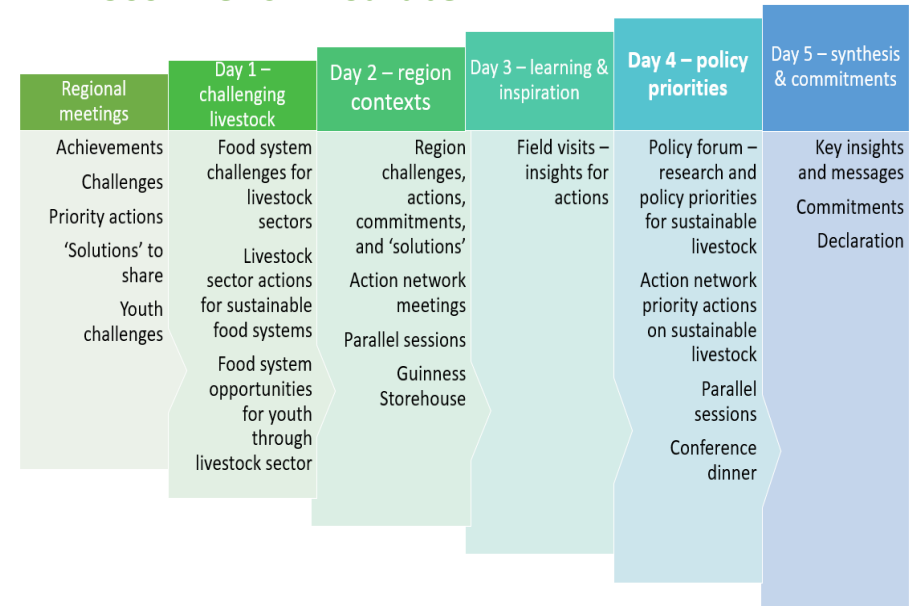 Regional
meetings
Achievements
Challenges
Priority actions
‘Solutions’ to
share
Youth
challenges
Day 1 –
challenging
livestock
Food system
challenges for
livestock
sectors
Livestock
sector actions
for sustainable
food systems
Food system
opportunities
for youth
through
livestock sector
Day 2 – region
contexts
Region
challenges,
actions,
commitments,
and ‘solutions’
Action network
meetings
Parallel sessions
Guinness
Storehouse
Day 3 – learning &
inspiration
Field visits –
insights for
actions
Day 4 – policy
priorities
Policy forum –
research and
policy priorities
for sustainable
livestock
Action network
priority actions
on sustainable
livestock
Parallel
sessions
Conference
dinner
Day 5 – synthesis
& commitments
Key insights
and messages
Commitments
Declaration